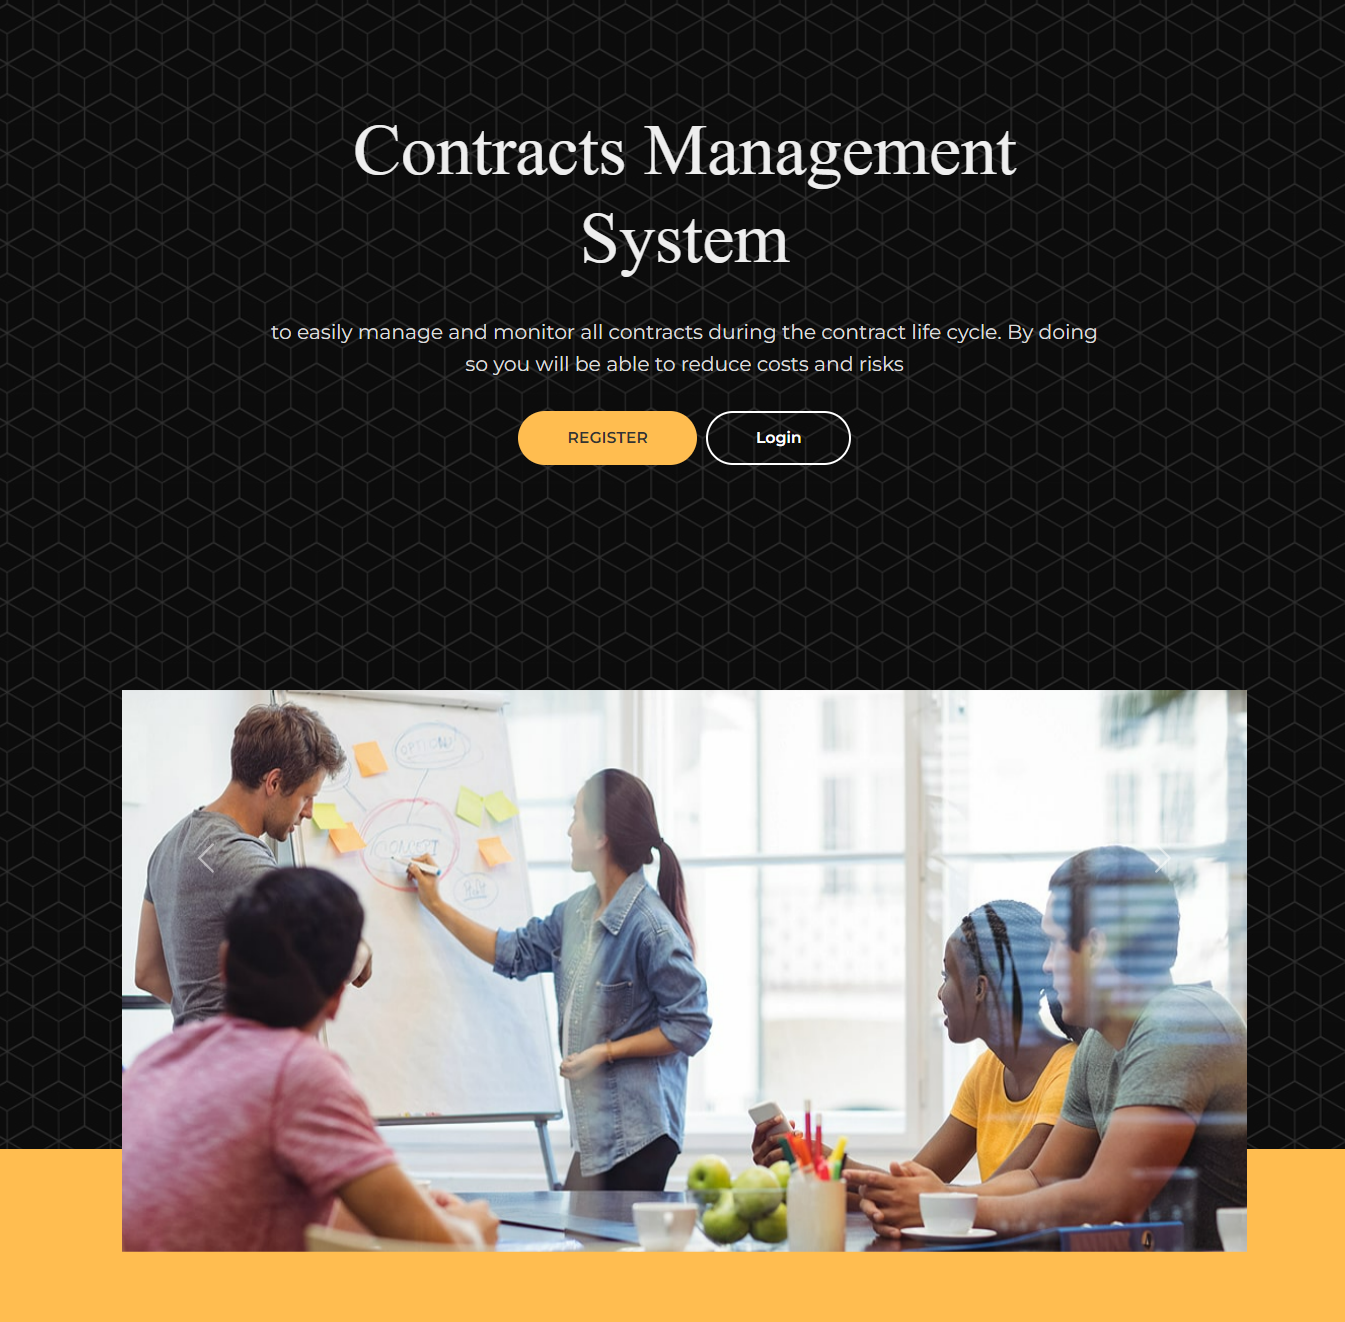 Contracts Management
System
to easily manage and monitor all contracts during the contract life cycle. By doing
so you will be able to reduce costs and risks
REGISTER
Login
OPTIONS
CONCEPT